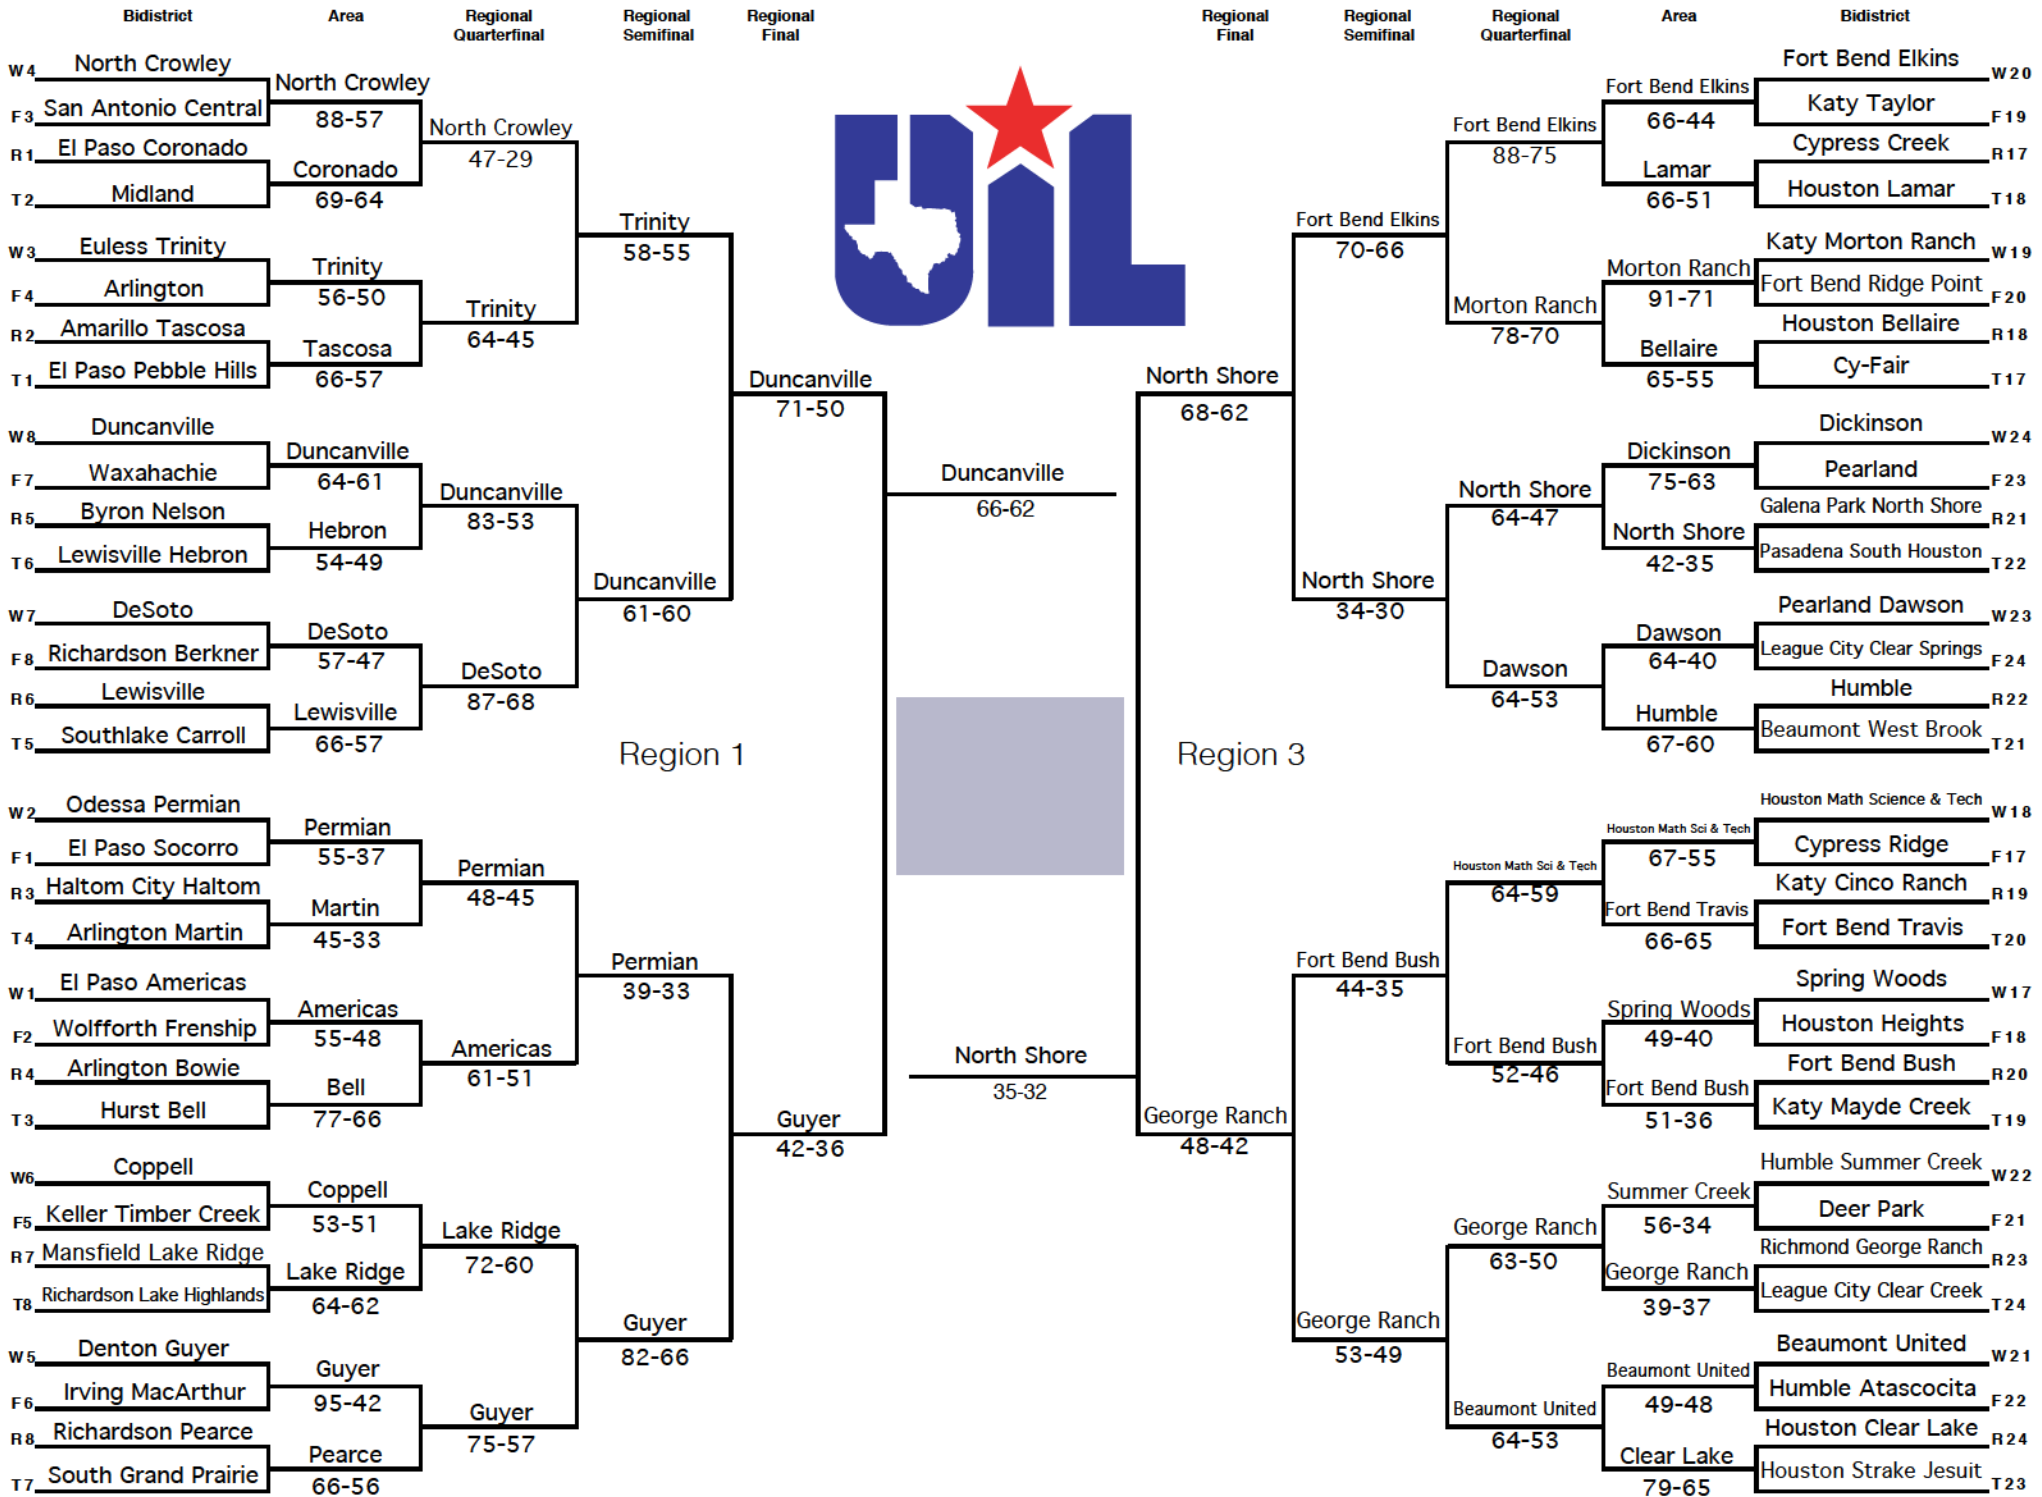 Bidistrict
Area
Regional
Quarterfinal
Regional
Semifinal
Regional
Final
Regional
Final
Regional
Semifinal
Regional
Quarterfinal
Area
Bidistrict
W4 North Crowley
F3 San Antonio Central
R1 El Paso Coronado
T2 Midland
W3 Euless Trinity
F4 Arlington
R2 Amarillo Tascosa
T1 El Paso Pebble Hills
W8 Duncanville
F7 Waxahachie
R5 Byron Nelson
T6 Lewisville Hebron
W7 DeSoto
F8 Richardson Berkner
R6 Lewisville
T5 Southlake Carroll
W2 Odessa Permian
F1 El Paso Socorro
R3 Haltom City Haltom
T4 Arlington Martin
W1 El Paso Americas
F2 Wolfforth Frenship
R4 Arlington Bowie
T3 Hurst Bell
W6 Coppell
F5 Keller Timber Creek
R7 Mansfield Lake Ridge
T8 Richardson Lake Highlands
W5 Denton Guyer
F6 Irving MacArthur
R8 Richardson Pearce
T7 South Grand Prairie
North Crowley
88-57
Coronado
69-64
Trinity
56-50
Tascosa
66-57
Duncanville
64-61
Hebron
54-49
DeSoto
57-47
Lewisville
66-57
Permian
55-37
Martin
45-33
Americas
55-48
Bell
77-66
Coppell
53-51
Lake Ridge
64-62
Guyer
95-42
Pearce
66-56
North Crowley
47-29
Trinity
64-45
Duncanville
83-53
DeSoto
87-68
Permian
48-45
Americas
61-51
Lake Ridge
72-60
Guyer
75-57
Trinity
58-55
Duncanville
61-60
Permian
39-33
Guyer
82-66
Duncanville
71-50
Guyer
42-36
Region 1
UIL
Duncanville
66-62
North Shore
35-32
Region 3
North Shore
68-62
George Ranch
48-42
Fort Bend Elkins
70-66
North Shore
34-30
Fort Bend Bush
44-35
George Ranch
53-49
Fort Bend Elkins
88-75
Morton Ranch
78-70
North Shore
64-47
Dawson
64-53
Houston Math Sci & Tech
64-59
Fort Bend Bush
52-46
George Ranch
63-50
Beaumont United
64-53
Fort Bend Elkins
66-44
Lamar
66-51
Morton Ranch
91-71
Bellaire
65-55
Dickinson
75-63
North Shore
42-35
Dawson
64-40
Humble
67-60
Houston Math Sci & Tech
67-55
Fort Bend Travis
66-65
Spring Woods
49-40
Fort Bend Bush
51-36
Summer Creek
56-34
George Ranch
39-37
Beaumont United
49-48
Clear Lake
79-65
Fort Bend Elkins W20
Katy Taylor F19
Cypress Creek R17
Houston Lamar T18
Katy Morton Ranch W19
Fort Bend Ridge Point F20
Houston Bellaire R18
Cy-Fair T17
Dickinson W24
Pearland F23
Galena Park North Shore R21
Pasadena South Houston T22
Pearland Dawson W23
League City Clear Springs F24
Humble R22
Beaumont West Brook T21
Houston Math Science & Tech W18
Cypress Ridge F17
Katy Cinco Ranch R19
Fort Bend Travis T20
Spring Woods W17
Houston Heights F18
Fort Bend Bush R20
Katy Mayde Creek T19
Humble Summer Creek W22
Deer Park F21
Richmond George Ranch R23
League City Clear Creek T24
Beaumont United W21
Humble Atascocita F22
Houston Clear Lake R24
Houston Strake Jesuit T23